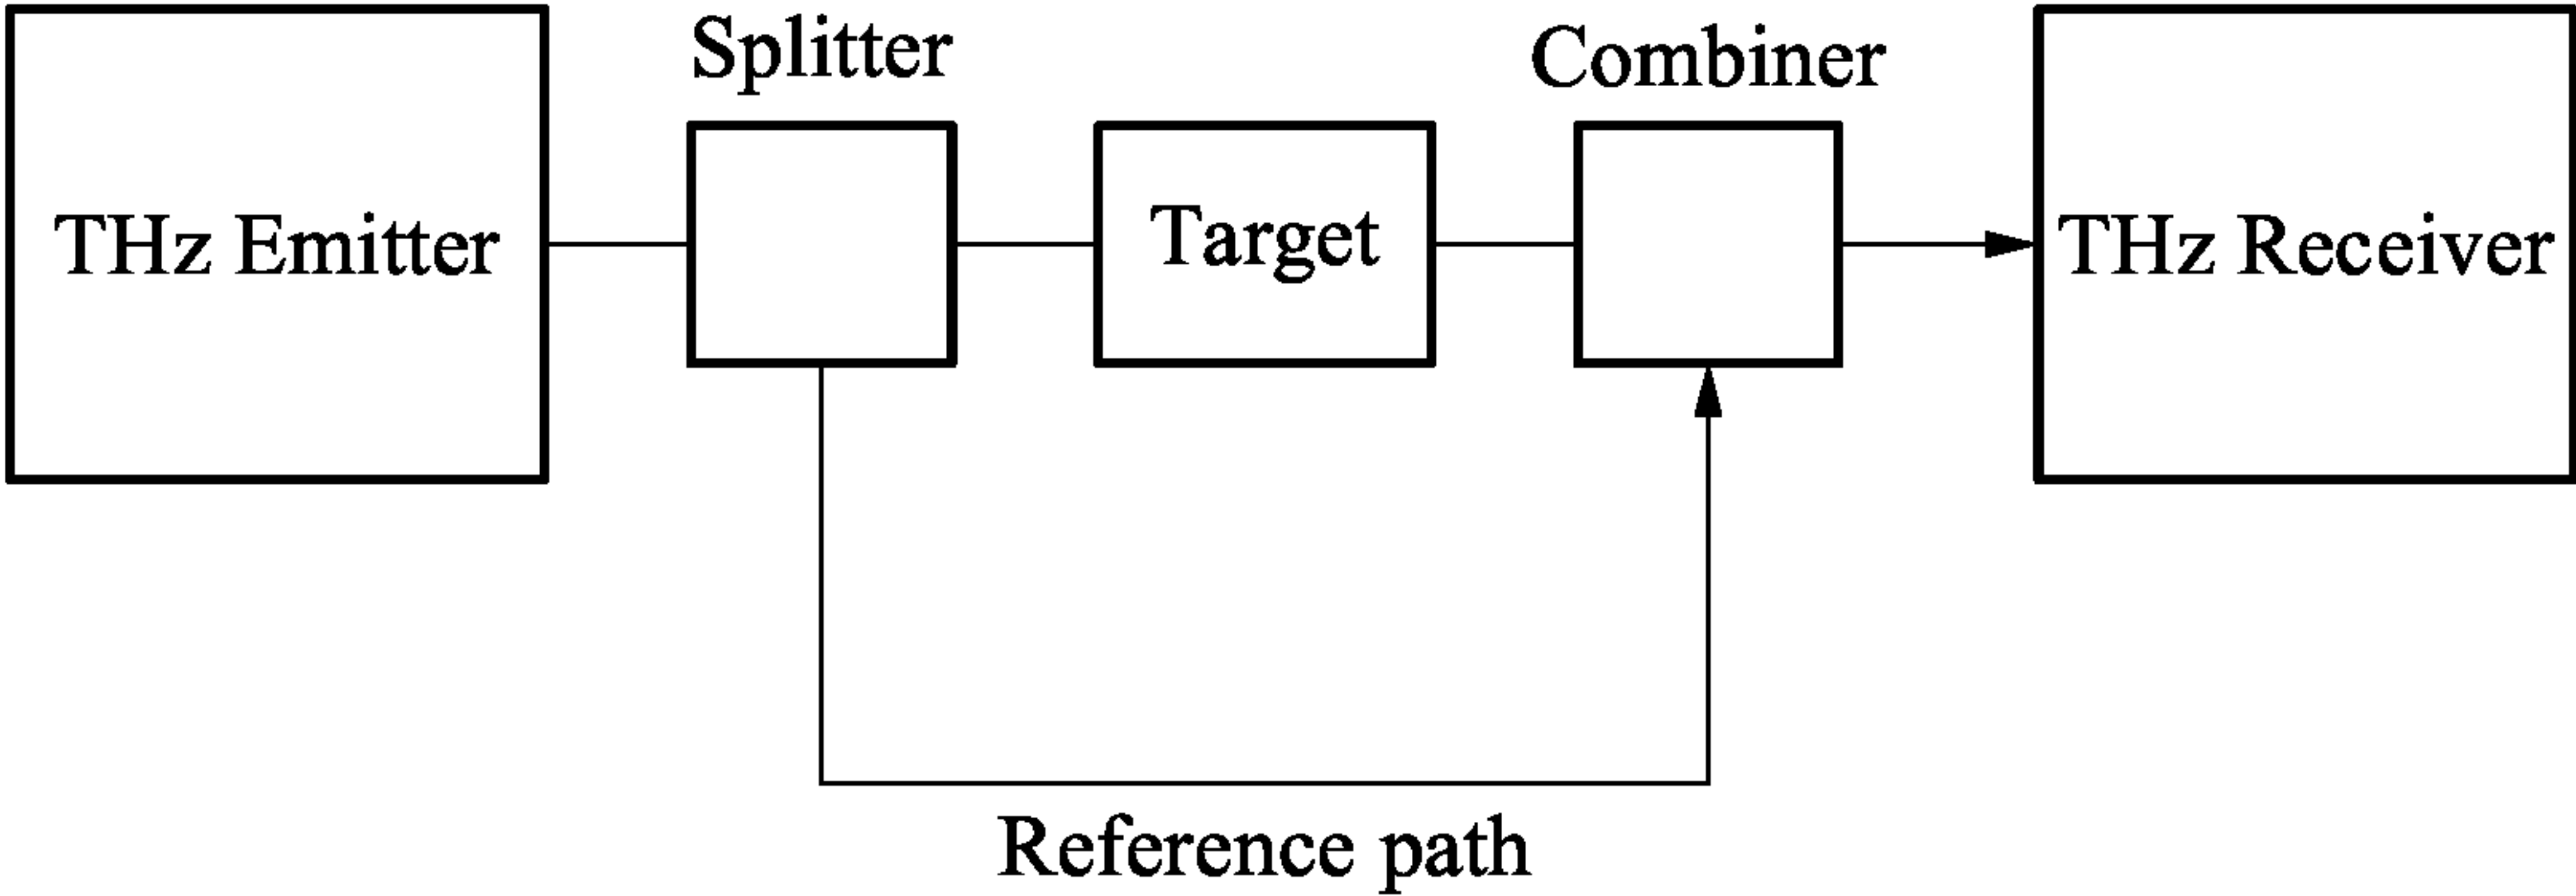 Splitter
Combiner
THz Emitter
Target
THz Receiver
Reference path